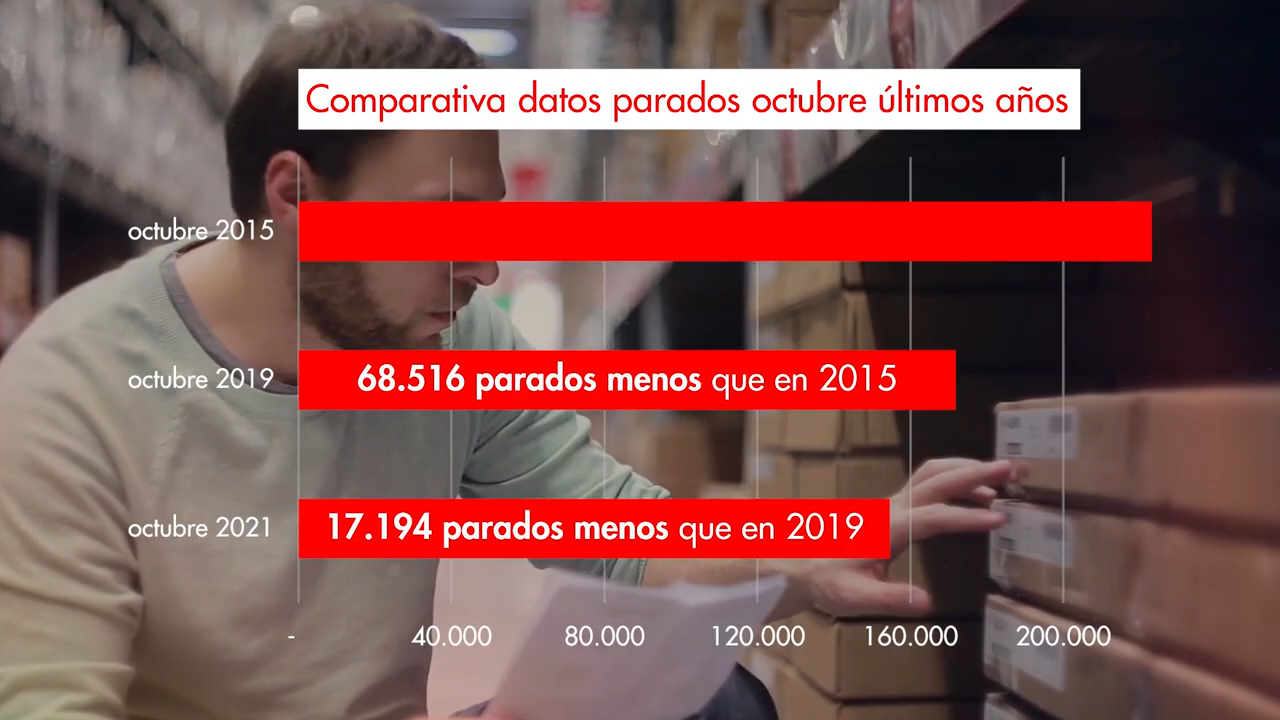 Comparativa datos parados octubre últimos años
octubre 2015
octubre 2019
68.516 parados menos que en 2015
octubre 2021
17.194 parados menos que en 2019
-
40.000
80.000
120.000
160.000
200.000